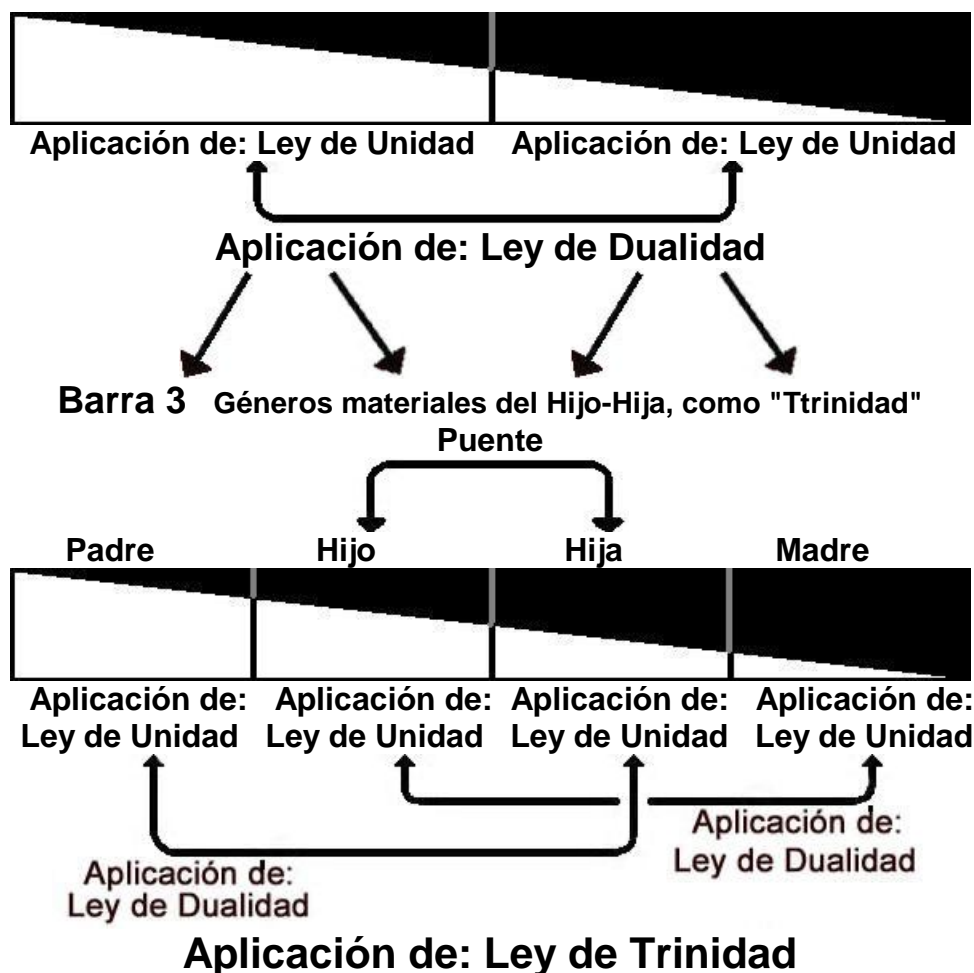 Aplicación de: Ley de Unidad Aplicación de: Ley de Unidad
Aplicación de: Ley de Dualidad
Barra 3 Géneros materiales del Hijo-Hija, como "Ttrinidad"
Puente
Padre Hijo Hija Madre
Aplicación de: Aplicación de: Aplicación de: Aplicación de:
Ley de Unidad Ley de Unidad Ley de Unidad Ley de Unidad
Aplicación de:
Ley de Dualidad
Aplicación de:
Ley de Dualidad
Aplicación de: Ley de Trinidad